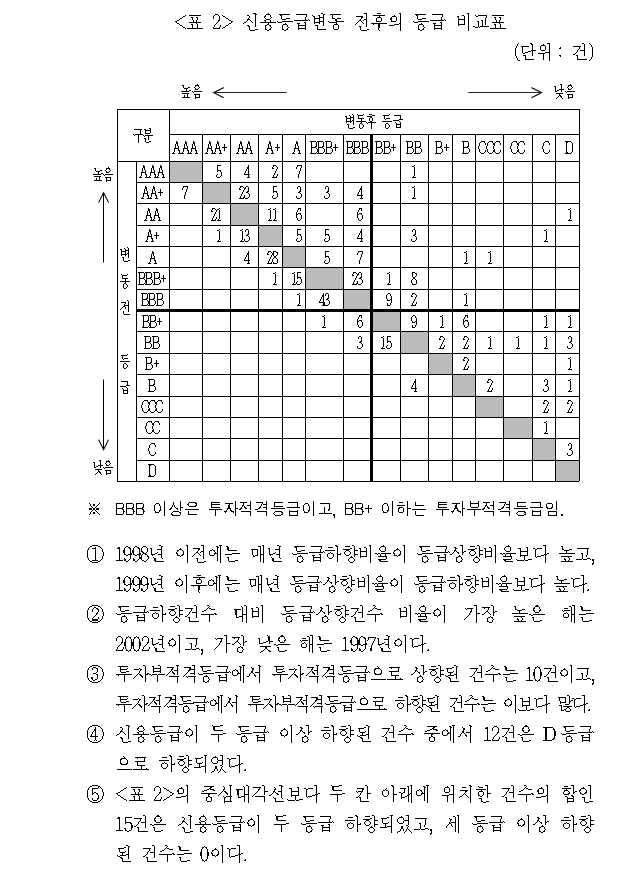 <표 2> 신용등급변동 전후의 등급 비교표
(단위 : 건)
높음 낮음
구분 변동후 등급
AAA AA+ AA A+ A BBB+ BBB BB+ BB B+ B CCC CC C D
높음 AAA 5 4 2 7 1
AA+ 7 23 5 3 3 4 1
AA 21 11 6 6 1
A+ 1 13 5 5 4 3 1
변 A 4 28 5 7 1 1
동 BBB+ 1 15 23 1 8
전 BBB 1 43 9 2 1
BB+ 1 6 9 1 6 1 1
BB 3 15 2 2 1 1 1 3
등 B+ 2 1
급 B 4 2 3 1
CCC 2 2
CC 1
C 3
낮음 D
※ BBB 이상은 투자적격등급이고, BB+ 이하는 투자부적격등급임.
① 1998년 이전에는 매년 등급하향비율이 등급상향비율보다 높고,
1999년 이후에는 매년 등급상향비율이 등급하향비율보다 높다.
② 등급하향건수 대비 등급상향건수 비율이 가장 높은 해는
2002년이고, 가장 낮은 해는 1997년이다.
③ 투자부적격등급에서 투자적격등급으로 상향된 건수는 10건이고,
투자적격등급에서 투자부적격등급으로 하향된 건수는 이보다 많다.
④ 신용등급이 두 등급 이상 하향된 건수 중에서 12건은 D등급
으로 하향되었다.
⑤ <표 2>의 중심대각선보다 두 칸 아래에 위치한 건수의 합인
15건은 신용등급이 두 등급 하향되었고, 세 등급 이상 하향
된 건수는 0이다.